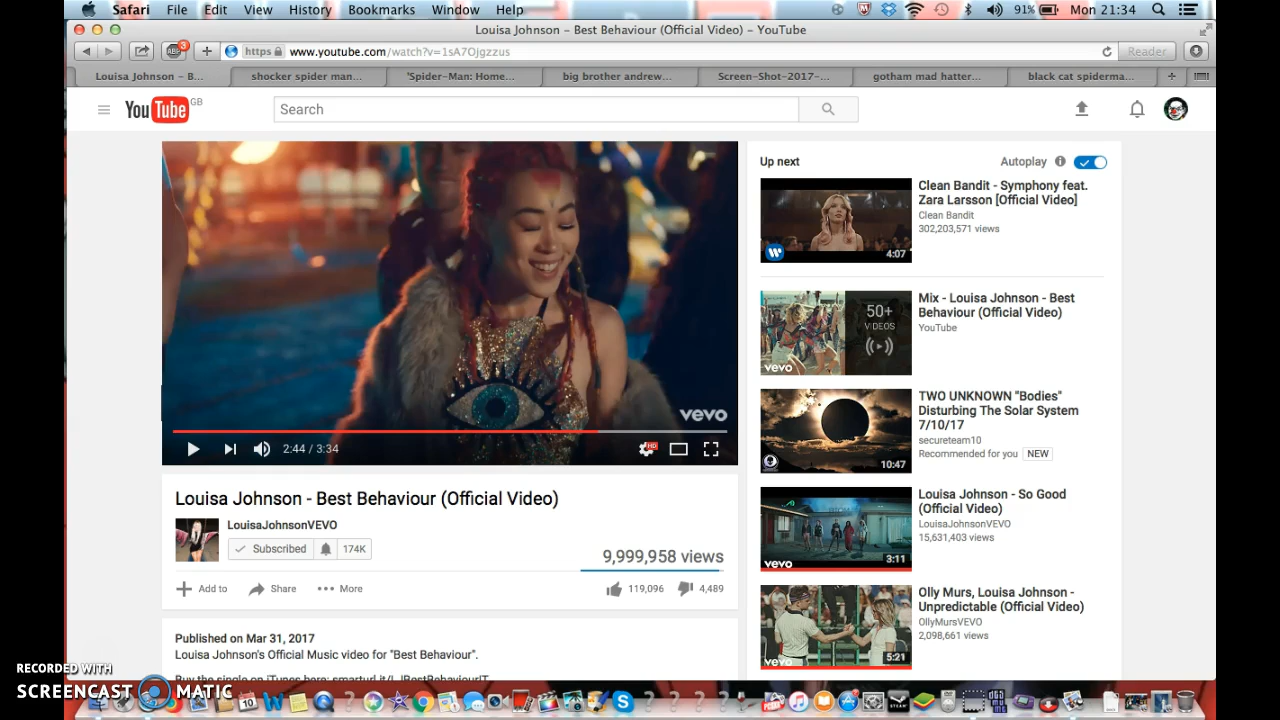 Safari File Edit View History Bookmarks Window Help 91% Mon 21:34
Louisa Johnson – Best Behaviour (Official Video) – YouTube
ABP 3 + https www.youtube.com/watch?v=1sA7Ojgzzus Reader
Louisa Johnson – B... shocker spider man... 'Spider-Man: Home... big brother andrew... Screen-Shot-2017-... gotham mad hatter... black cat spiderma... +
YouTube GB Search
Up next Autoplay
Clean Bandit - Symphony feat.
Zara Larsson [Official Video]
Clean Bandit
302,203,571 views
4:07
Mix - Louisa Johnson - Best
Behaviour (Official Video)
YouTube
50+
VIDEOS
vevo
TWO UNKNOWN "Bodies"
Disturbing The Solar System
7/10/17
secureteam10
Recommended for you NEW
10:47
Louisa Johnson - So Good
(Official Video)
LouisaJohnsonVEVO
15,631,403 views
vevo 3:11
Olly Murs, Louisa Johnson -
Unpredictable (Official Video)
OllyMursVEVO
2,098,661 views
vevo 5:21
vevo
2:44 / 3:34 HD
Louisa Johnson - Best Behaviour (Official Video)
LouisaJohnsonVEVO
Subscribed 174K
9,999,958 views
Add to Share More 119,096 4,489
Published on Mar 31, 2017
Louisa Johnson's Official Music video for "Best Behaviour".
Buy the single on iTunes here:
RECORDED WITH
SCREENCAST MATIC